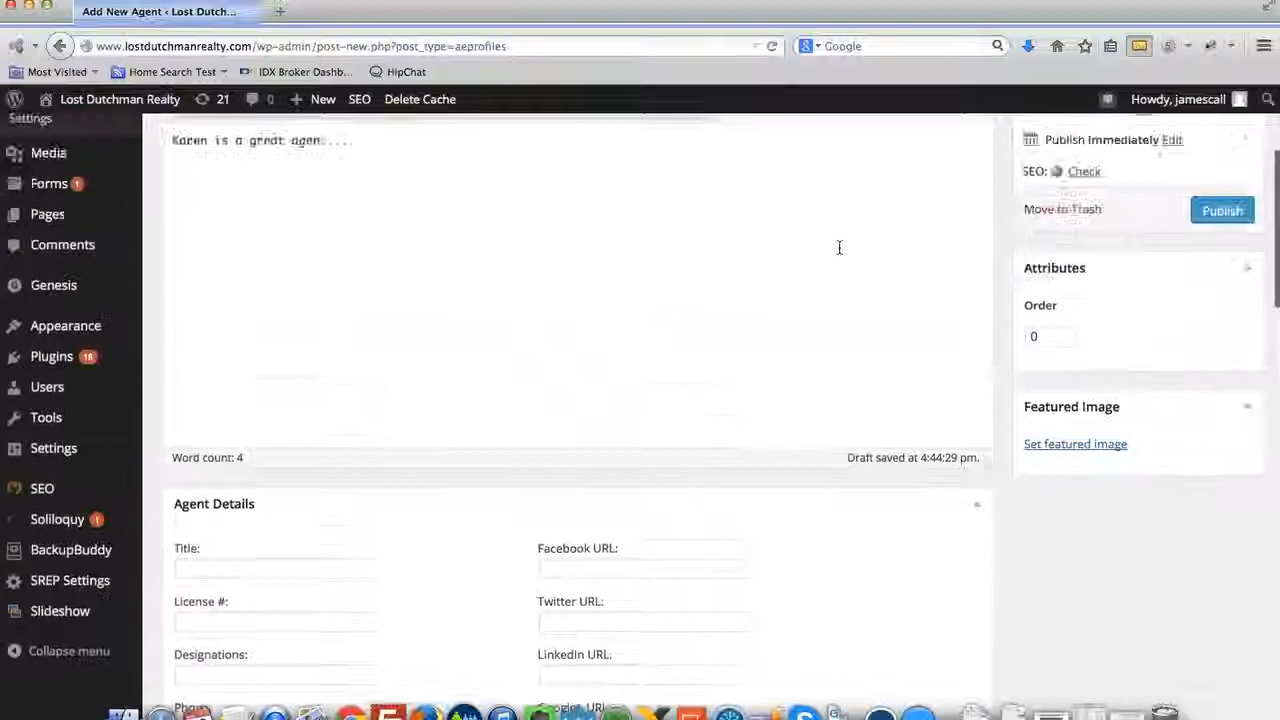 Add New Agent ‹ Lost Dutch...
www.lostdutchmanrealty.com/wp-admin/post-new.php?post_type=aeprofiles
Google
Most Visited
Home Search Test
IDX Broker Dashb...
HipChat
Lost Dutchman Realty
21
0
New
SEO
Delete Cache
Howdy, jamescall
Settings
Media
Forms 1
Pages
Comments
Genesis
Appearance
Plugins 18
Users
Tools
Settings
SEO
Soliloquy 1
BackupBuddy
SREP Settings
Slideshow
Collapse menu
Karen is a great agen.....
Word count: 4
Draft saved at 4:44:29 pm.
Agent Details
Title:
Facebook URL:
License #:
Twitter URL:
Designations:
LinkedIn URL:
Publish Immediately Edit
SEO: Check
Move to Trash
Publish
Attributes
Order
0
Featured Image
Set featured image